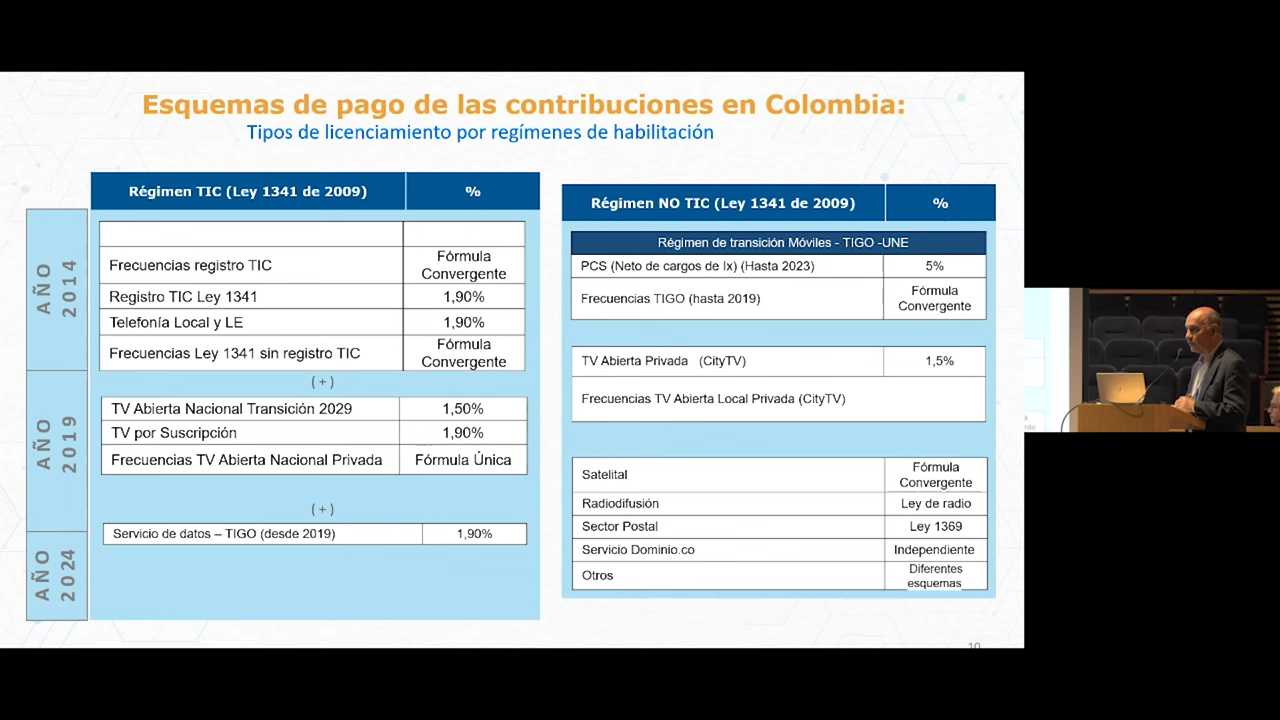 Esquemas de pago de las contribuciones en Colombia:
Tipos de licenciamiento por regímenes de habilitación
AÑO
2014
AÑO
2019
AÑO
2024
Régimen TIC (Ley 1341 de 2009) %
Frecuencias registro TIC Fórmula
Convergente
Registro TIC Ley 1341 1,90%
Telefonía Local y LE 1,90%
Frecuencias Ley 1341 sin registro TIC Fórmula
Convergente
(+)
TV Abierta Nacional Transición 2029 1,50%
TV por Suscripción 1,90%
Frecuencias TV Abierta Nacional Privada Fórmula Única
(+)
Servicio de datos – TIGO (desde 2019) 1,90%
Régimen NO TIC (Ley 1341 de 2009) %
Régimen de transición Móviles - TIGO -UNE
PCS (Neto de cargos de Ix) (Hasta 2023) 5%
Frecuencias TIGO (hasta 2019) Fórmula
Convergente
TV Abierta Privada (CityTV) 1,5%
Frecuencias TV Abierta Local Privada (CityTV)
Satelital Fórmula
Convergente
Radiodifusión Ley de radio
Sector Postal Ley 1369
Servicio Dominio.co Independiente
Otros Diferentes
esquemas
10